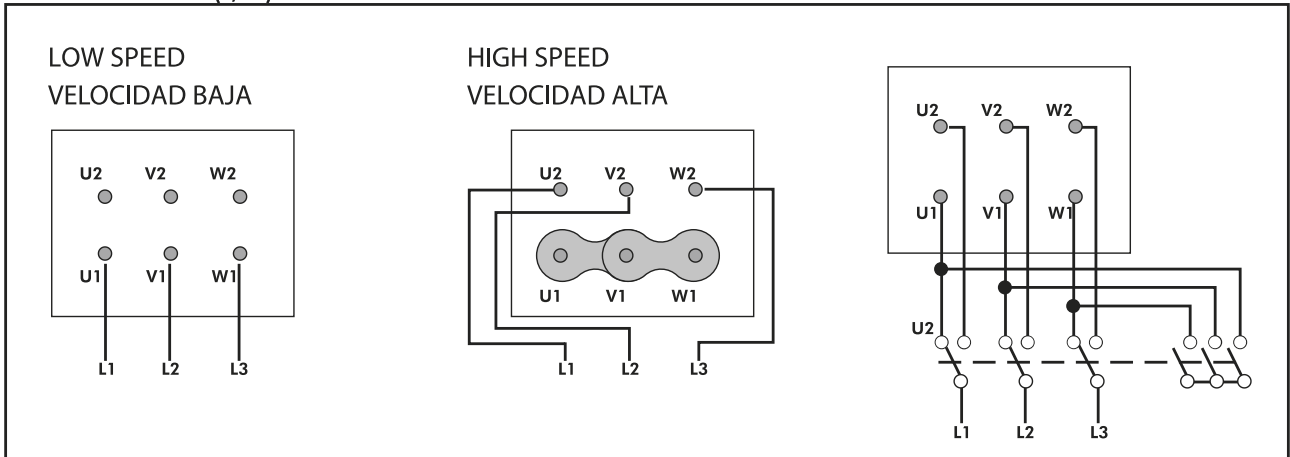 LOW SPEED
VELOCIDAD BAJA
U2 V2 W2
U1 V1 W1
L1 L2 L3
HIGH SPEED
VELOCIDAD ALTA
U2 V2 W2
U1 V1 W1
L1 L2 L3
U2 V2 W2
U1 V1 W1
U2
L1 L2 L3